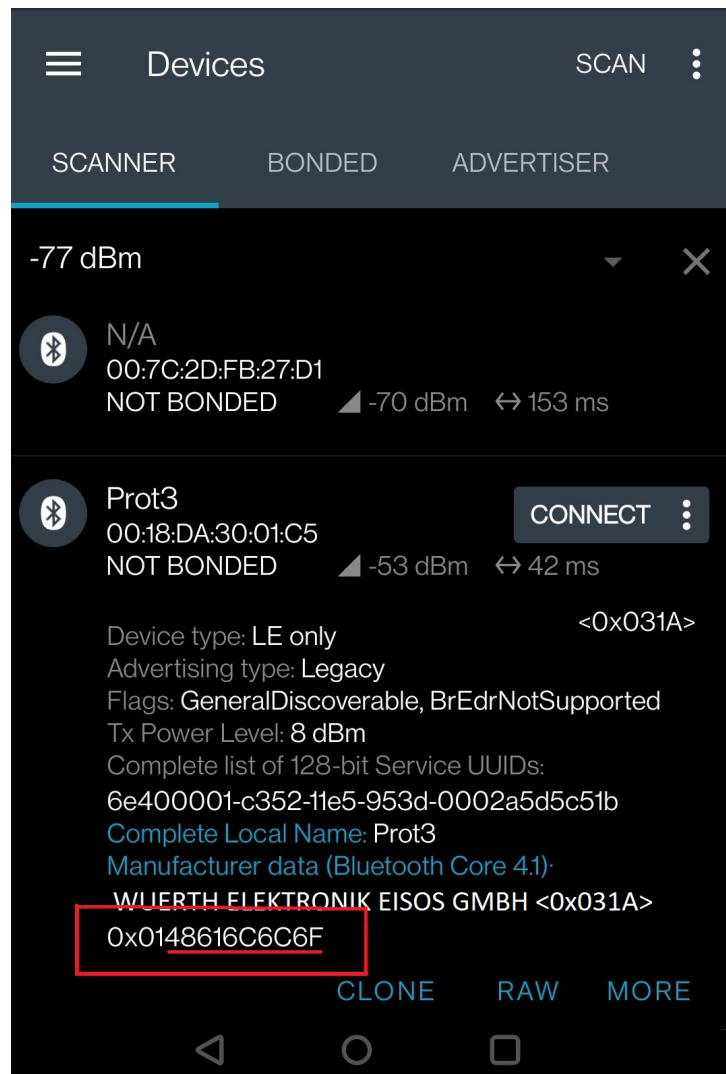 Devices SCAN
SCANNER BONDED ADVERTISER
-77 dBm
N/A
00:7C:2D:FB:27:D1
NOT BONDED -70 dBm 153 ms
Prot3
CONNECT
00:18:DA:30:01:C5
NOT BONDED -53 dBm 42 ms
<0x031A>
Device type: LE only
Advertising type: Legacy
Flags: GeneralDiscoverable, BrEdrNotSupported
Tx Power Level: 8 dBm
Complete list of 128-bit Service UUIDs:
6e400001-c352-11e5-953d-0002a5d5c51b
Complete Local Name: Prot3
Manufacturer data (Bluetooth Core 4.1):
WUERTH ELEKTRONIK EISOS GMBH <0x031A>
0x0148616C6C6F
CLONE RAW MORE